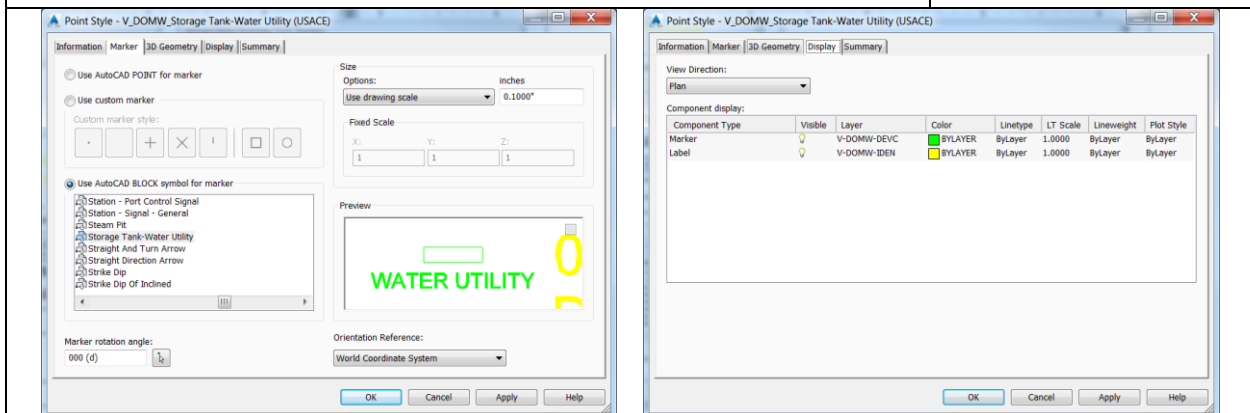 Point Style - V_DOMW_Storage Tank-Water Utility (USACE)
Information Marker 3D Geometry Display Summary
Use AutoCAD POINT for marker
Use custom marker
Custom marker style:
Use AutoCAD BLOCK symbol for marker
Station - Port Control Signal
Station - Signal - General
Steam Pit
Storage Tank-Water Utility
Straight And Turn Arrow
Straight Direction Arrow
Strike Dip
Strike Dip Of Inclined
Marker rotation angle:
000 (d)
Size
Options: inches
Use drawing scale 0.1000"
Fixed Scale
X: Y: Z:
1 1 1
Preview
WATER UTILITY
Orientation Reference:
World Coordinate System
OK Cancel Apply Help
Point Style - V_DOMW_Storage Tank-Water Utility (USACE)
Information Marker 3D Geometry Display Summary
View Direction:
Plan
Component display:
Component Type Visible Layer Color Linetype LT Scale Lineweight Plot Style
Marker V-DOMW-DEVC BYLAYER ByLayer 1.0000 ByLayer ByLayer
Label V-DOMW-IDEN BYLAYER ByLayer 1.0000 ByLayer ByLayer
OK Cancel Apply Help